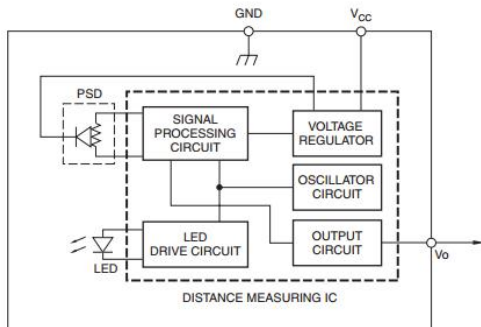 GND
VCC
PSD
SIGNAL
PROCESSING
CIRCUIT
VOLTAGE
REGULATOR
OSCILLATOR
CIRCUIT
LED
DRIVE CIRCUIT
OUTPUT
CIRCUIT
LED
Vo
DISTANCE MEASURING IC